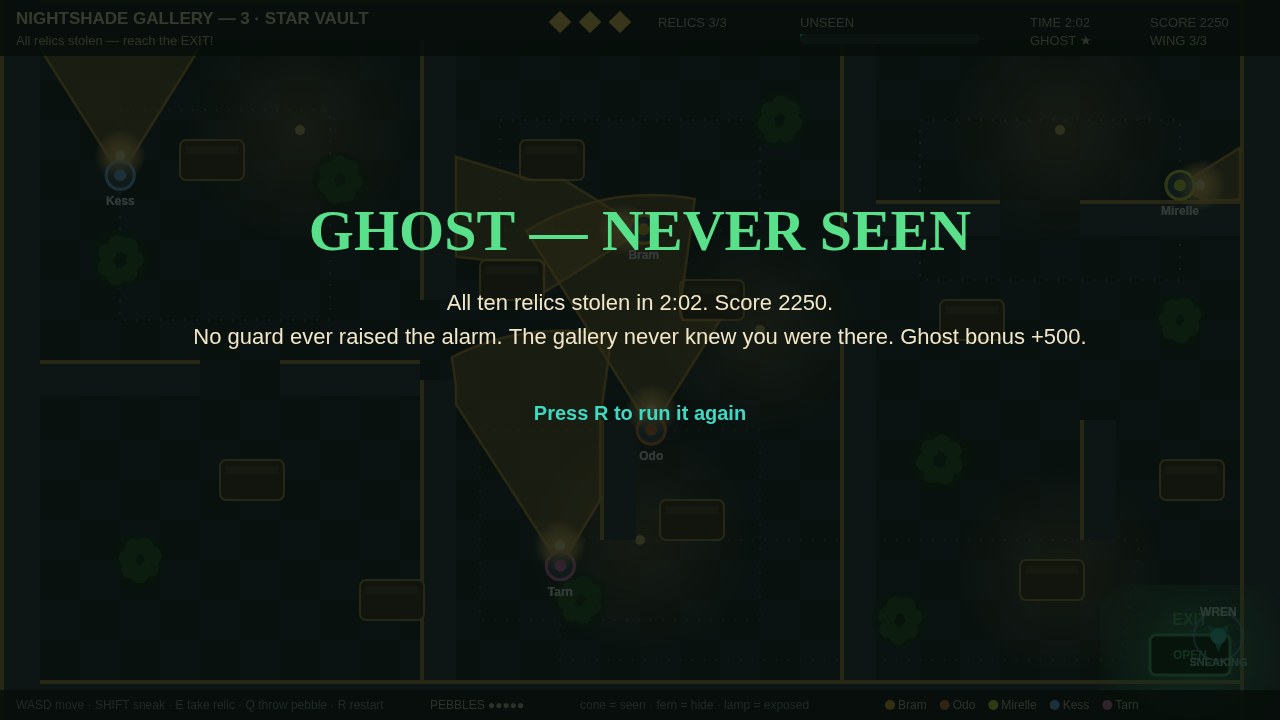 NIGHTSHADE GALLERY — 3 · STAR VAULT
All relics stolen — reach the EXIT!
RELICS 3/3
UNSEEN
TIME 2:02
SCORE 2250
GHOST ★
WING 3/3
Kess
Mirelle
GHOST — NEVER SEEN
Bram
All ten relics stolen in 2:02. Score 2250.
No guard ever raised the alarm. The gallery never knew you were there. Ghost bonus +500.
Press R to run it again
Odo
Tarn
WREN
EXIT
OPEN
SNEAKING
WASD move · SHIFT sneak · E take relic · Q throw pebble · R restart
PEBBLES ●●●●●
cone = seen · fern = hide · lamp = exposed
Bram Odo Mirelle Kess Tarn